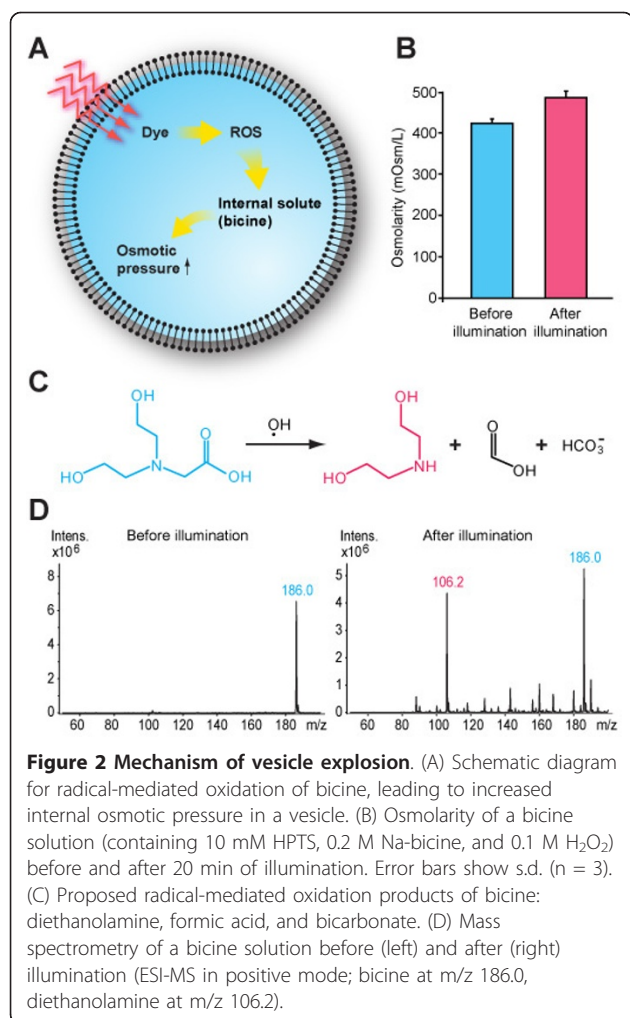 A
Dye
ROS
Internal solute
(bicine)
Osmotic
pressure ↑
B
Osmolarity (mOsm/L)
500
400
300
200
100
0
Before
illumination
After
illumination
C
OH
HO
N
O
OH
·OH
OH
HO
NH
+
O
OH
+
HCO₃⁻
D
Intens.
x10⁶
Before illumination
8
6
4
2
0
186.0
60
80
100
120
140
160
180
m/z
Intens.
x10⁶
After illumination
5
4
3
2
1
0
106.2
186.0
60
80
100
120
140
160
180
m/z
Figure 2 Mechanism of vesicle explosion. (A) Schematic diagram
for radical-mediated oxidation of bicine, leading to increased
internal osmotic pressure in a vesicle. (B) Osmolarity of a bicine
solution (containing 10 mM HPTS, 0.2 M Na-bicine, and 0.1 M H₂O₂)
before and after 20 min of illumination. Error bars show s.d. (n = 3).
(C) Proposed radical-mediated oxidation products of bicine:
diethanolamine, formic acid, and bicarbonate. (D) Mass
spectrometry of a bicine solution before (left) and after (right)
illumination (ESI-MS in positive mode; bicine at m/z 186.0,
diethanolamine at m/z 106.2).